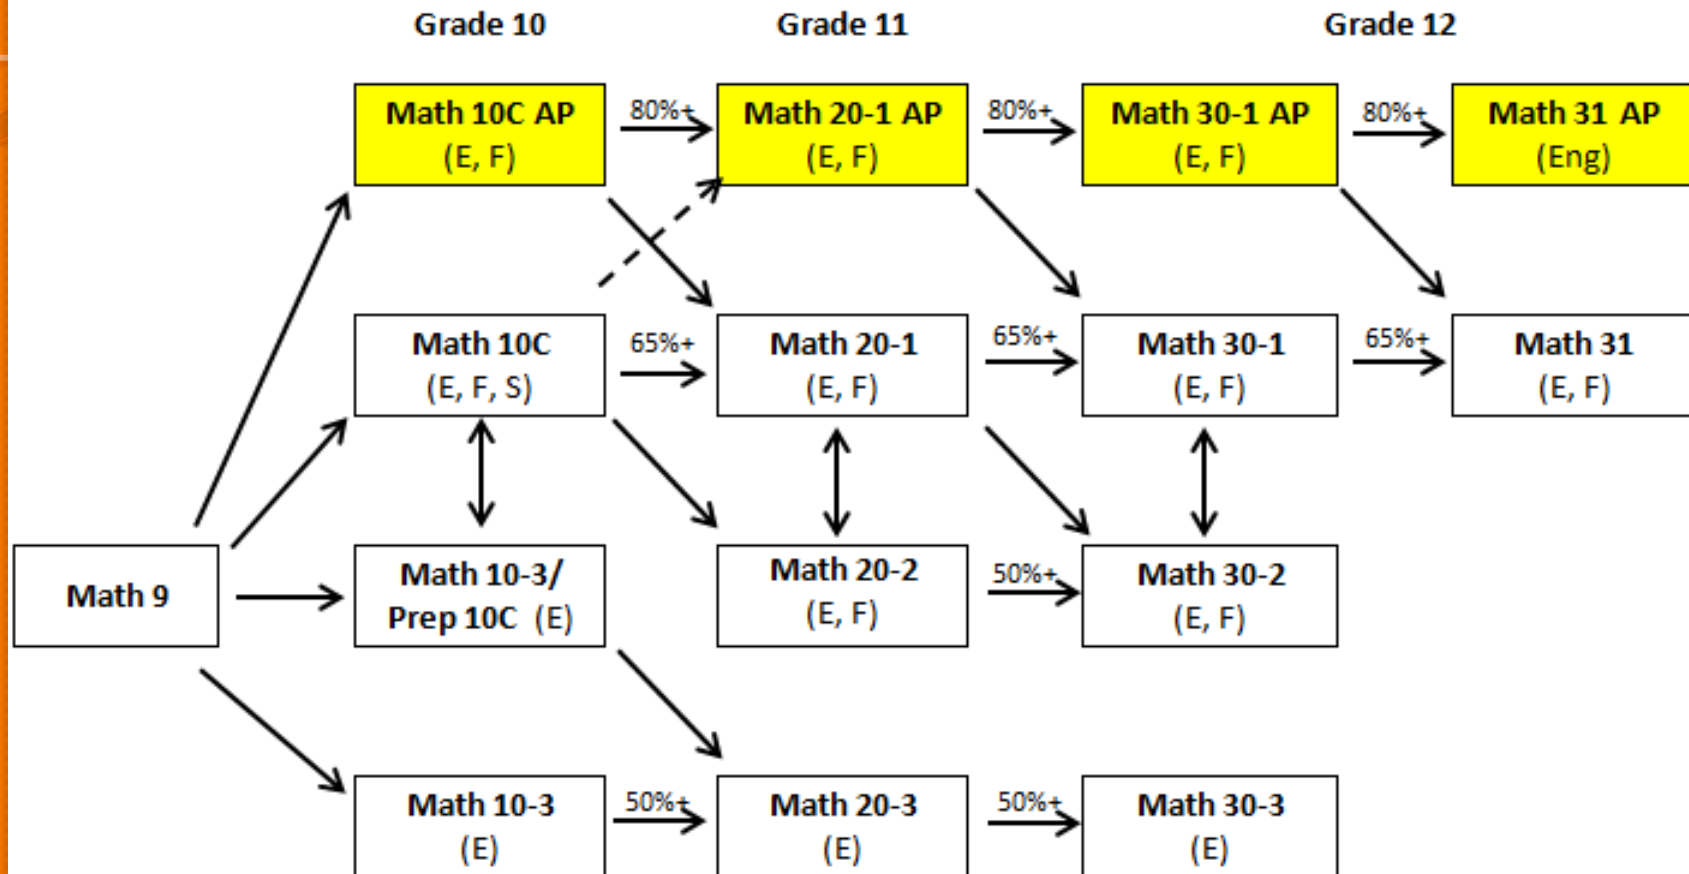 Grade 10 Grade 11 Grade 12
Math 10C AP 80%+ Math 20-1 AP 80%+ Math 30-1 AP 80%+ Math 31 AP
(E, F) (E, F) (E, F) (Eng)
Math 10C 65%+ Math 20-1 65%+ Math 30-1 65%+ Math 31
(E, F, S) (E, F) (E, F) (E, F)
Math 9
Math 10-3/ Math 20-2 50%+ Math 30-2
Prep 10C (E) (E, F) (E, F)
Math 10-3 50%+ Math 20-3 50%+ Math 30-3
(E) (E) (E)